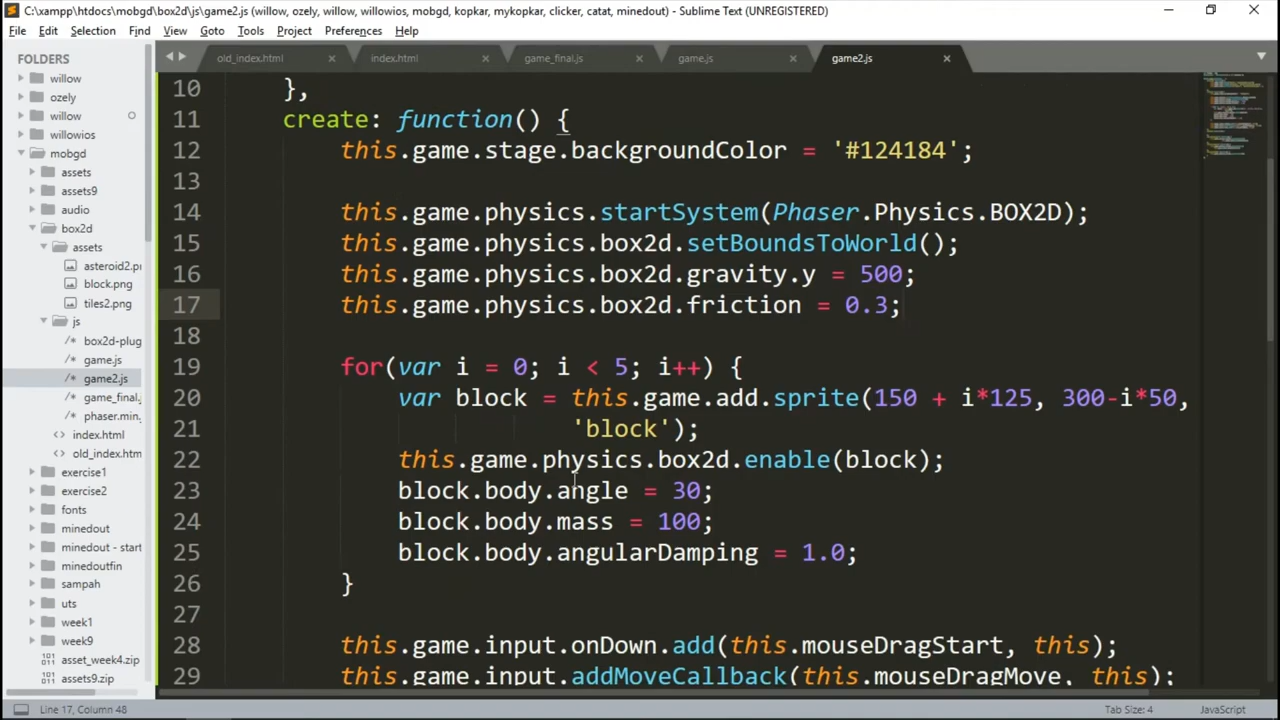 C:\xampp\htdocs\mobgd\box2d\js\game2.js (willow, ozely, willow, willowios, mobgd, kopkar, mykopkar, clicker, catat, minedout) - Sublime Text (UNREGISTERED)
File Edit Selection Find View Goto Tools Project Preferences Help
FOLDERS
willow
ozely
willow
willowios
mobgd
assets
assets9
audio
box2d
assets
asteroid2.pr
block.png
tiles2.png
js
/* box2d-plug
/* game.js
/* game2.js
/* game_final.
/* phaser.min.
<> index.html
<> old_index.htm
exercise1
exercise2
fonts
minedout
minedout - start
minedoutfin
sampah
uts
week1
week9
asset_week4.zip
assets9.zip
old_index.html × index.html × game_final.js × game.js × game2.js ×
10 },
11 create: function() {
12 this.game.stage.backgroundColor = '#124184';
13
14 this.game.physics.startSystem(Phaser.Physics.BOX2D);
15 this.game.physics.box2d.setBoundsToWorld();
16 this.game.physics.box2d.gravity.y = 500;
17 this.game.physics.box2d.friction = 0.3;
18
19 for(var i = 0; i < 5; i++) {
20 var block = this.game.add.sprite(150 + i*125, 300-i*50,
21 'block');
22 this.game.physics.box2d.enable(block);
23 block.body.angle = 30;
24 block.body.mass = 100;
25 block.body.angularDamping = 1.0;
26 }
27
28 this.game.input.onDown.add(this.mouseDragStart, this);
29 this.game.input.addMoveCallback(this.mouseDragMove, this);
Line 17, Column 48 Tab Size: 4 JavaScript